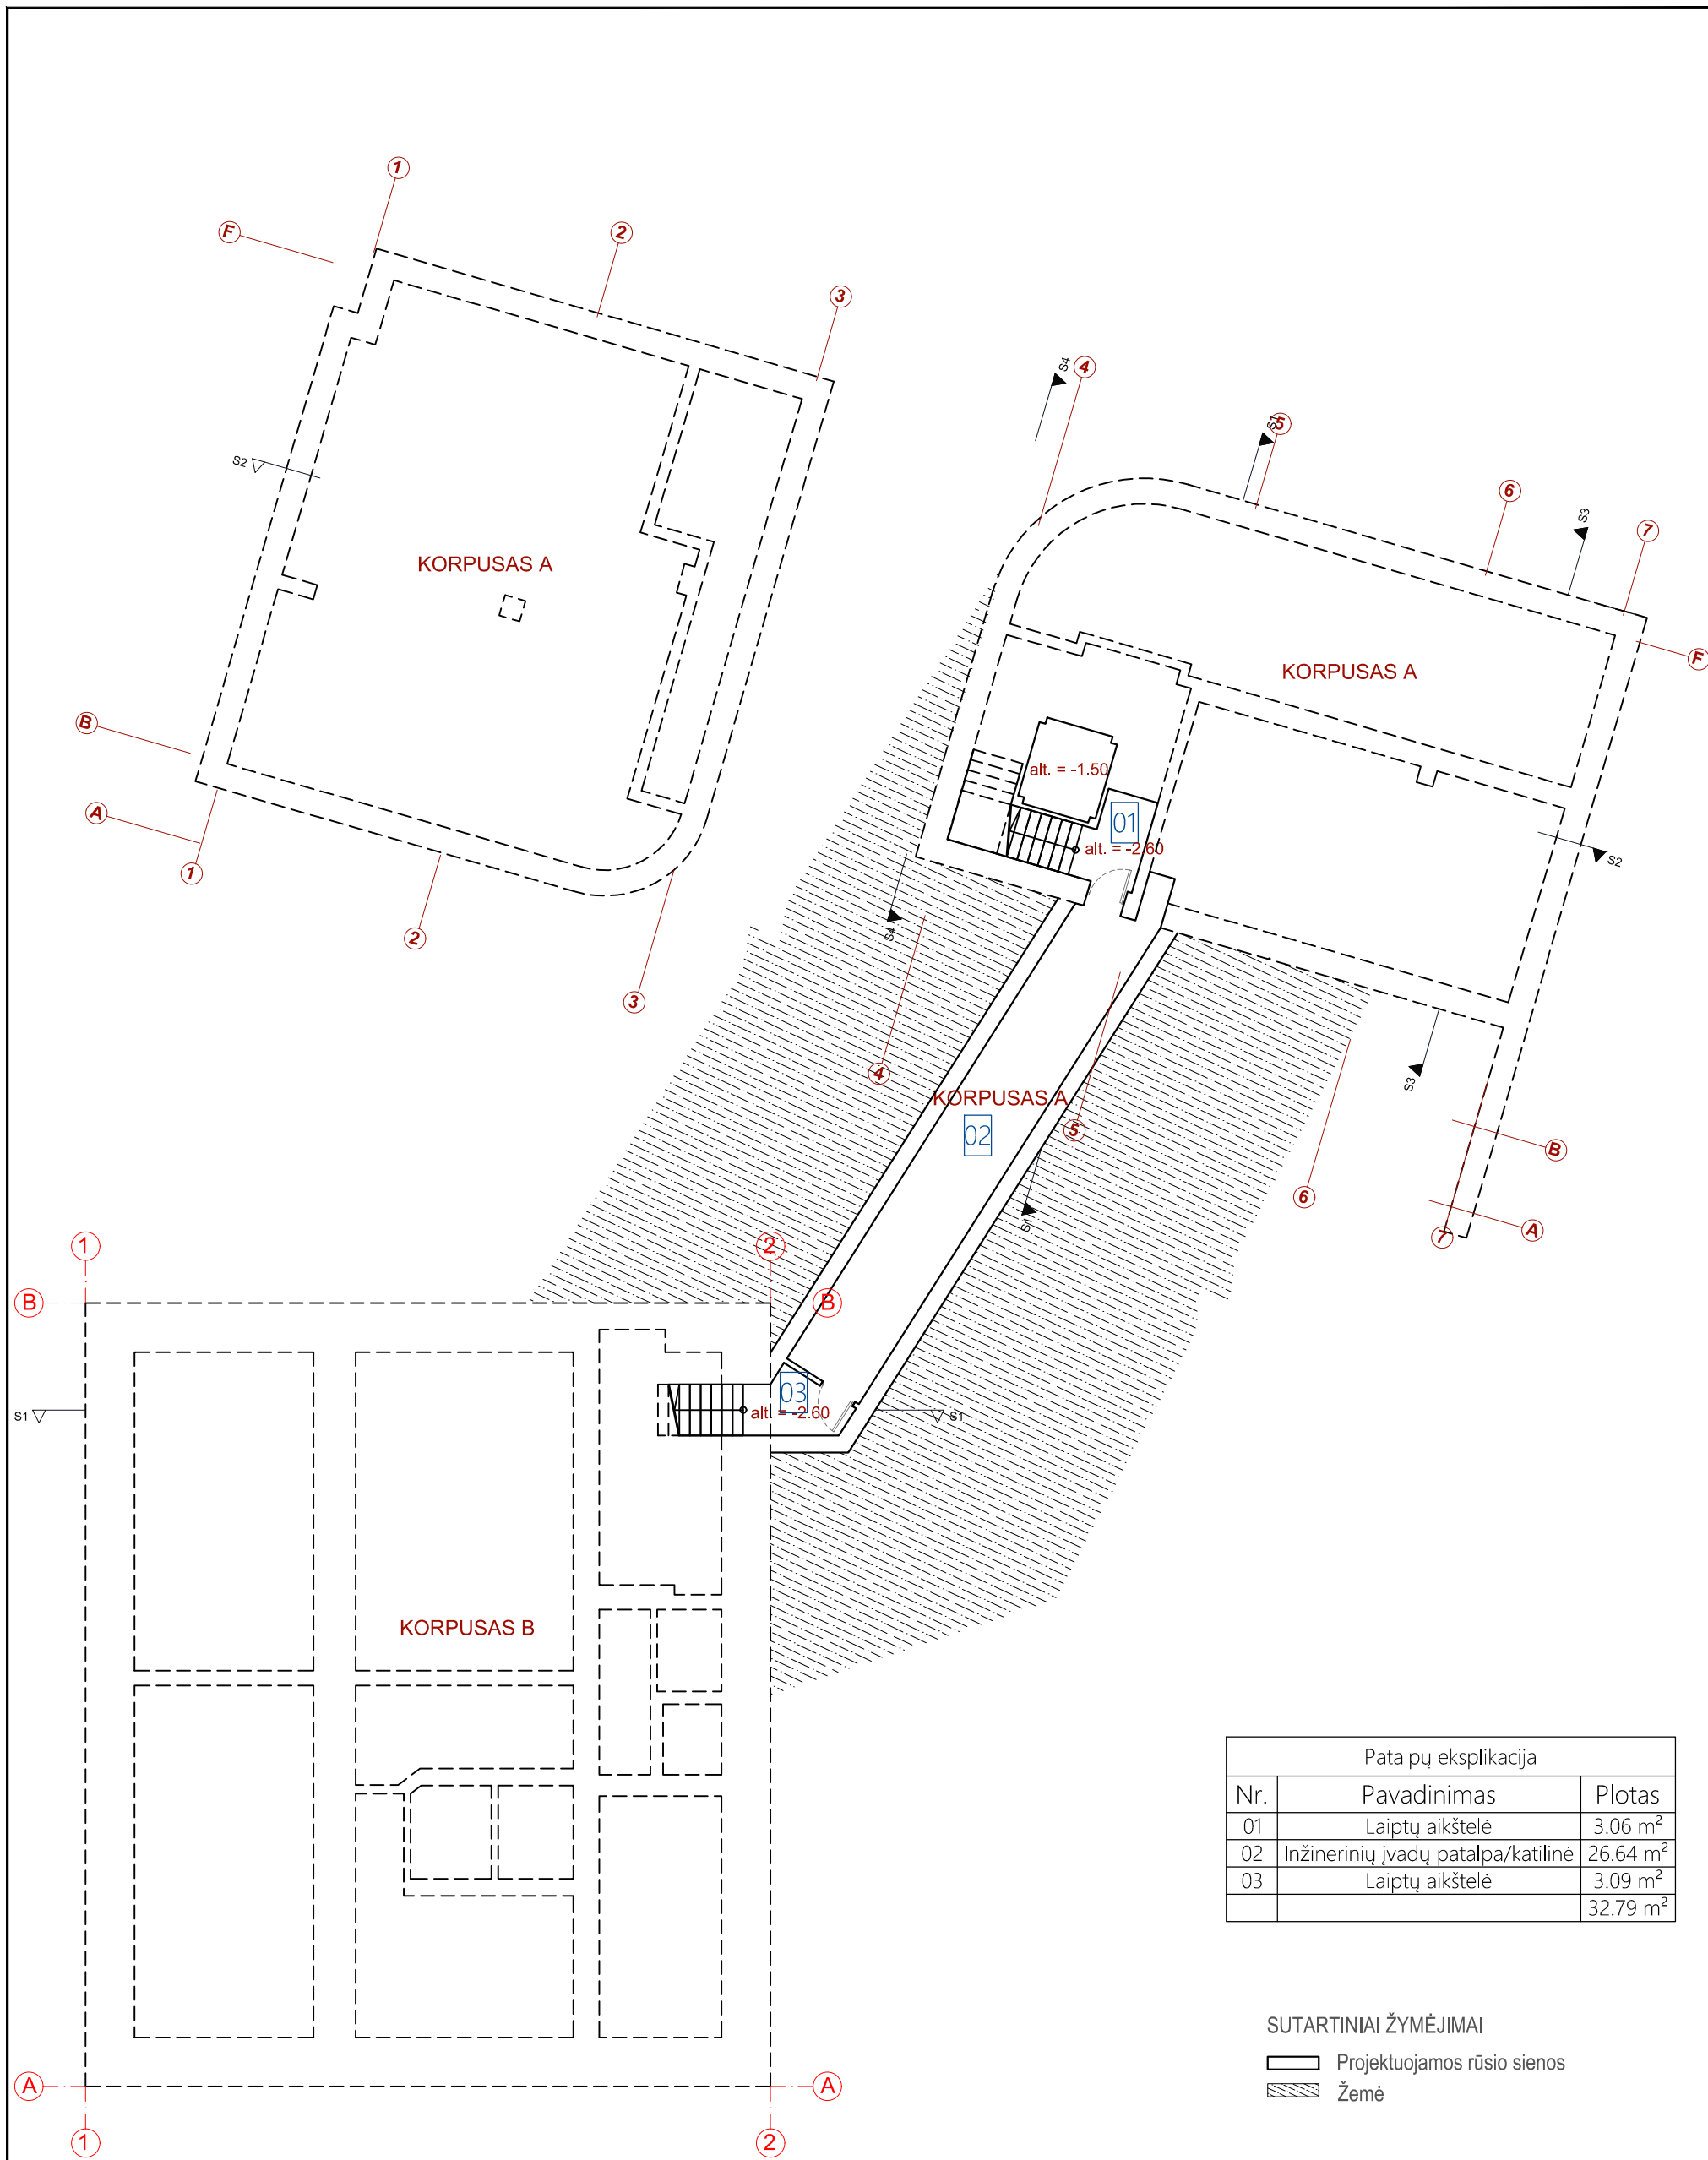 1
F
2
3
S4
4
S1
5
6
S3
7
S2
KORPUSAS A
F
KORPUSAS A
B
alt. = -1.50
A
01
alt. = -2.60
S2
1
2
S4
3
4
S3
KORPUSAS A
5
02
B
6
S1
A
7
1
2
B
B
03
alt. = -2.60
S1
S1
KORPUSAS B
Patalpų eksplikacija
Nr. Pavadinimas Plotas
01 Laiptų aikštelė 3.06 m²
02 Inžinerinių įvadų patalpa/katilinė 26.64 m²
03 Laiptų aikštelė 3.09 m²
32.79 m²
SUTARTINIAI ŽYMĖJIMAI
Projektuojamos rūsio sienos
Žemė
A
A
1
2